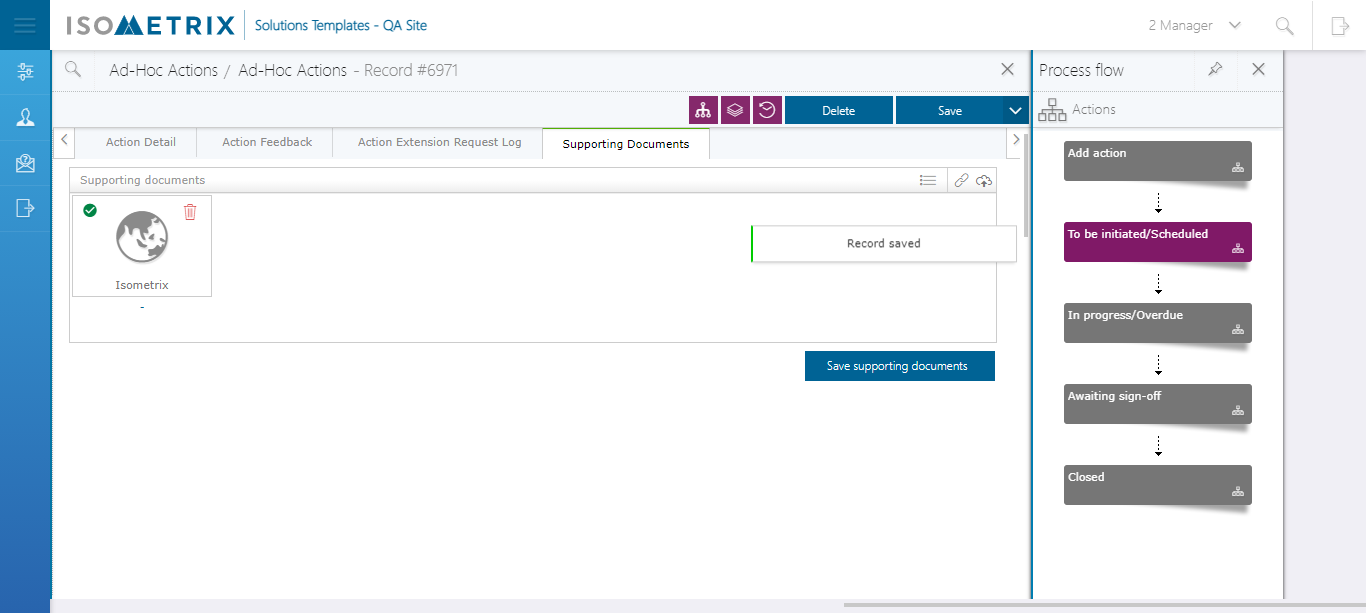 ISOMETRIX
Solutions Templates - QA Site
2 Manager
Ad-Hoc Actions / Ad-Hoc Actions - Record #6971
Process flow
Delete
Save
Actions
Action Detail
Action Feedback
Action Extension Request Log
Supporting Documents
Supporting documents
Isometrix
-
Record saved
Save supporting documents
Add action
To be initiated/Scheduled
In progress/Overdue
Awaiting sign-off
Closed